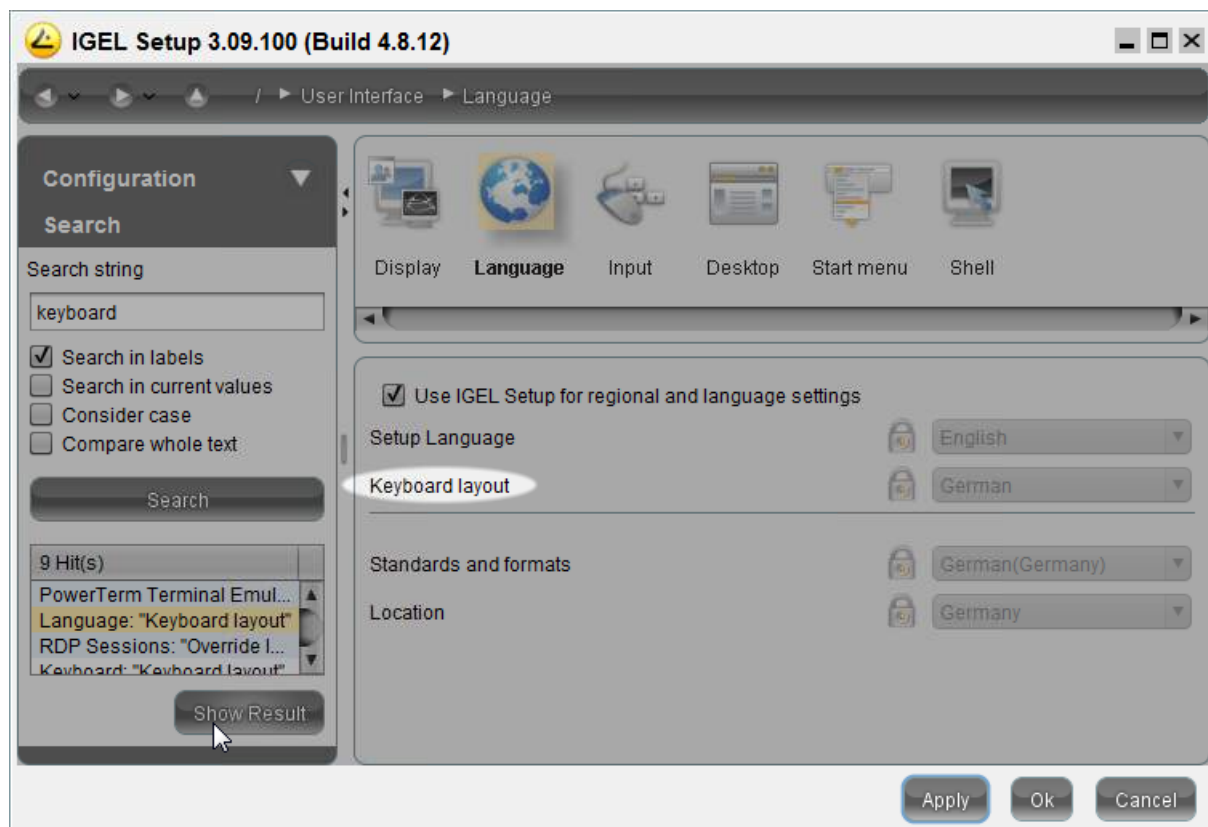 IGEL Setup 3.09.100 (Build 4.8.12)
/ User Interface Language
Configuration
Search
Search string
keyboard
Search in labels
Search in current values
Consider case
Compare whole text
Search
9 Hit(s)
PowerTerm Terminal Emul...
Language: "Keyboard layout"
RDP Sessions: "Override l...
Keyboard: "Keyboard layout"
Show Result
Display Language Input Desktop Start menu Shell
Use IGEL Setup for regional and language settings
Setup Language English
Keyboard layout German
Standards and formats German(Germany)
Location Germany
Apply Ok Cancel